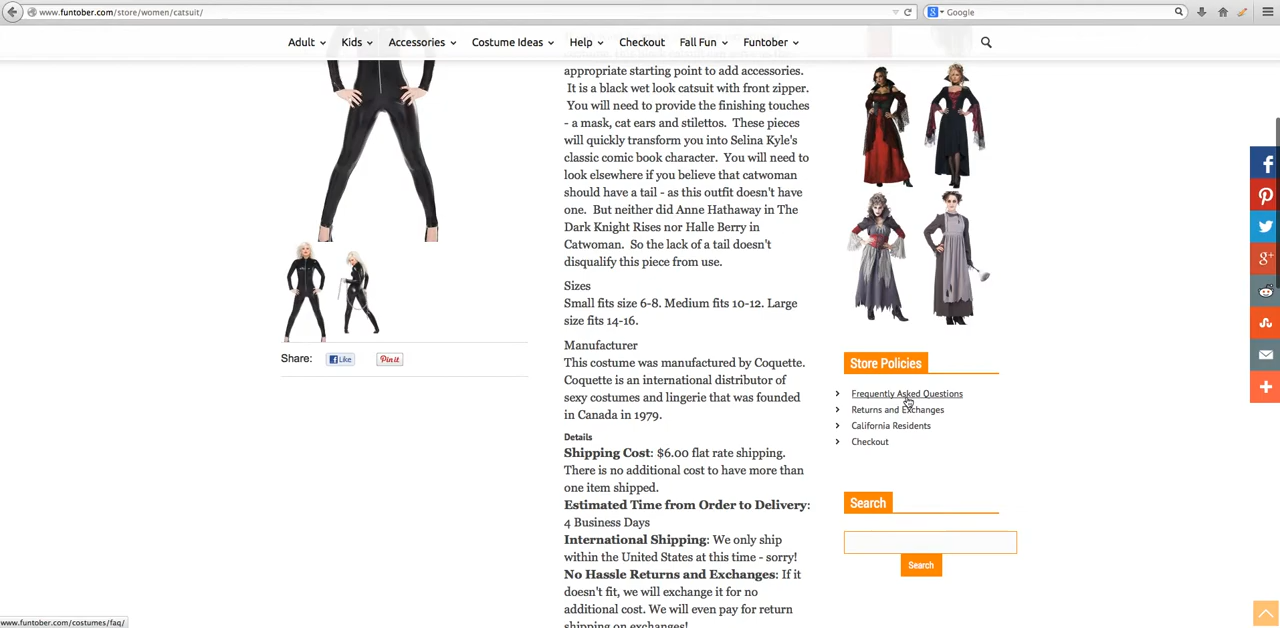 www.funtober.com/store/women/catsuit/
Google
Adult
Kids
Accessories
Costume Ideas
Help
Checkout
Fall Fun
Funtober
appropriate starting point to add accessories.
It is a black wet look catsuit with front zipper.
You will need to provide the finishing touches
- a mask, cat ears and stilettos. These pieces
will quickly transform you into Selina Kyle's
classic comic book character. You will need to
look elsewhere if you believe that catwoman
should have a tail - as this outfit doesn't have
one. But neither did Anne Hathaway in The
Dark Knight Rises nor Halle Berry in
Catwoman. So the lack of a tail doesn't
disqualify this piece from use.
Sizes
Small fits size 6-8. Medium fits 10-12. Large
size fits 14-16.
Manufacturer
This costume was manufactured by Coquette.
Coquette is an international distributor of
sexy costumes and lingerie that was founded
in Canada in 1979.
Details
Shipping Cost: $6.00 flat rate shipping.
There is no additional cost to have more than
one item shipped.
Estimated Time from Order to Delivery:
4 Business Days
International Shipping: We only ship
within the United States at this time - sorry!
No Hassle Returns and Exchanges: If it
doesn't fit, we will exchange it for no
additional cost. We will even pay for return
shipping on exchanges!
Share:
Like
Pin it
Store Policies
Frequently Asked Questions
Returns and Exchanges
California Residents
Checkout
Search
Search
www.funtober.com/costumes/faq/